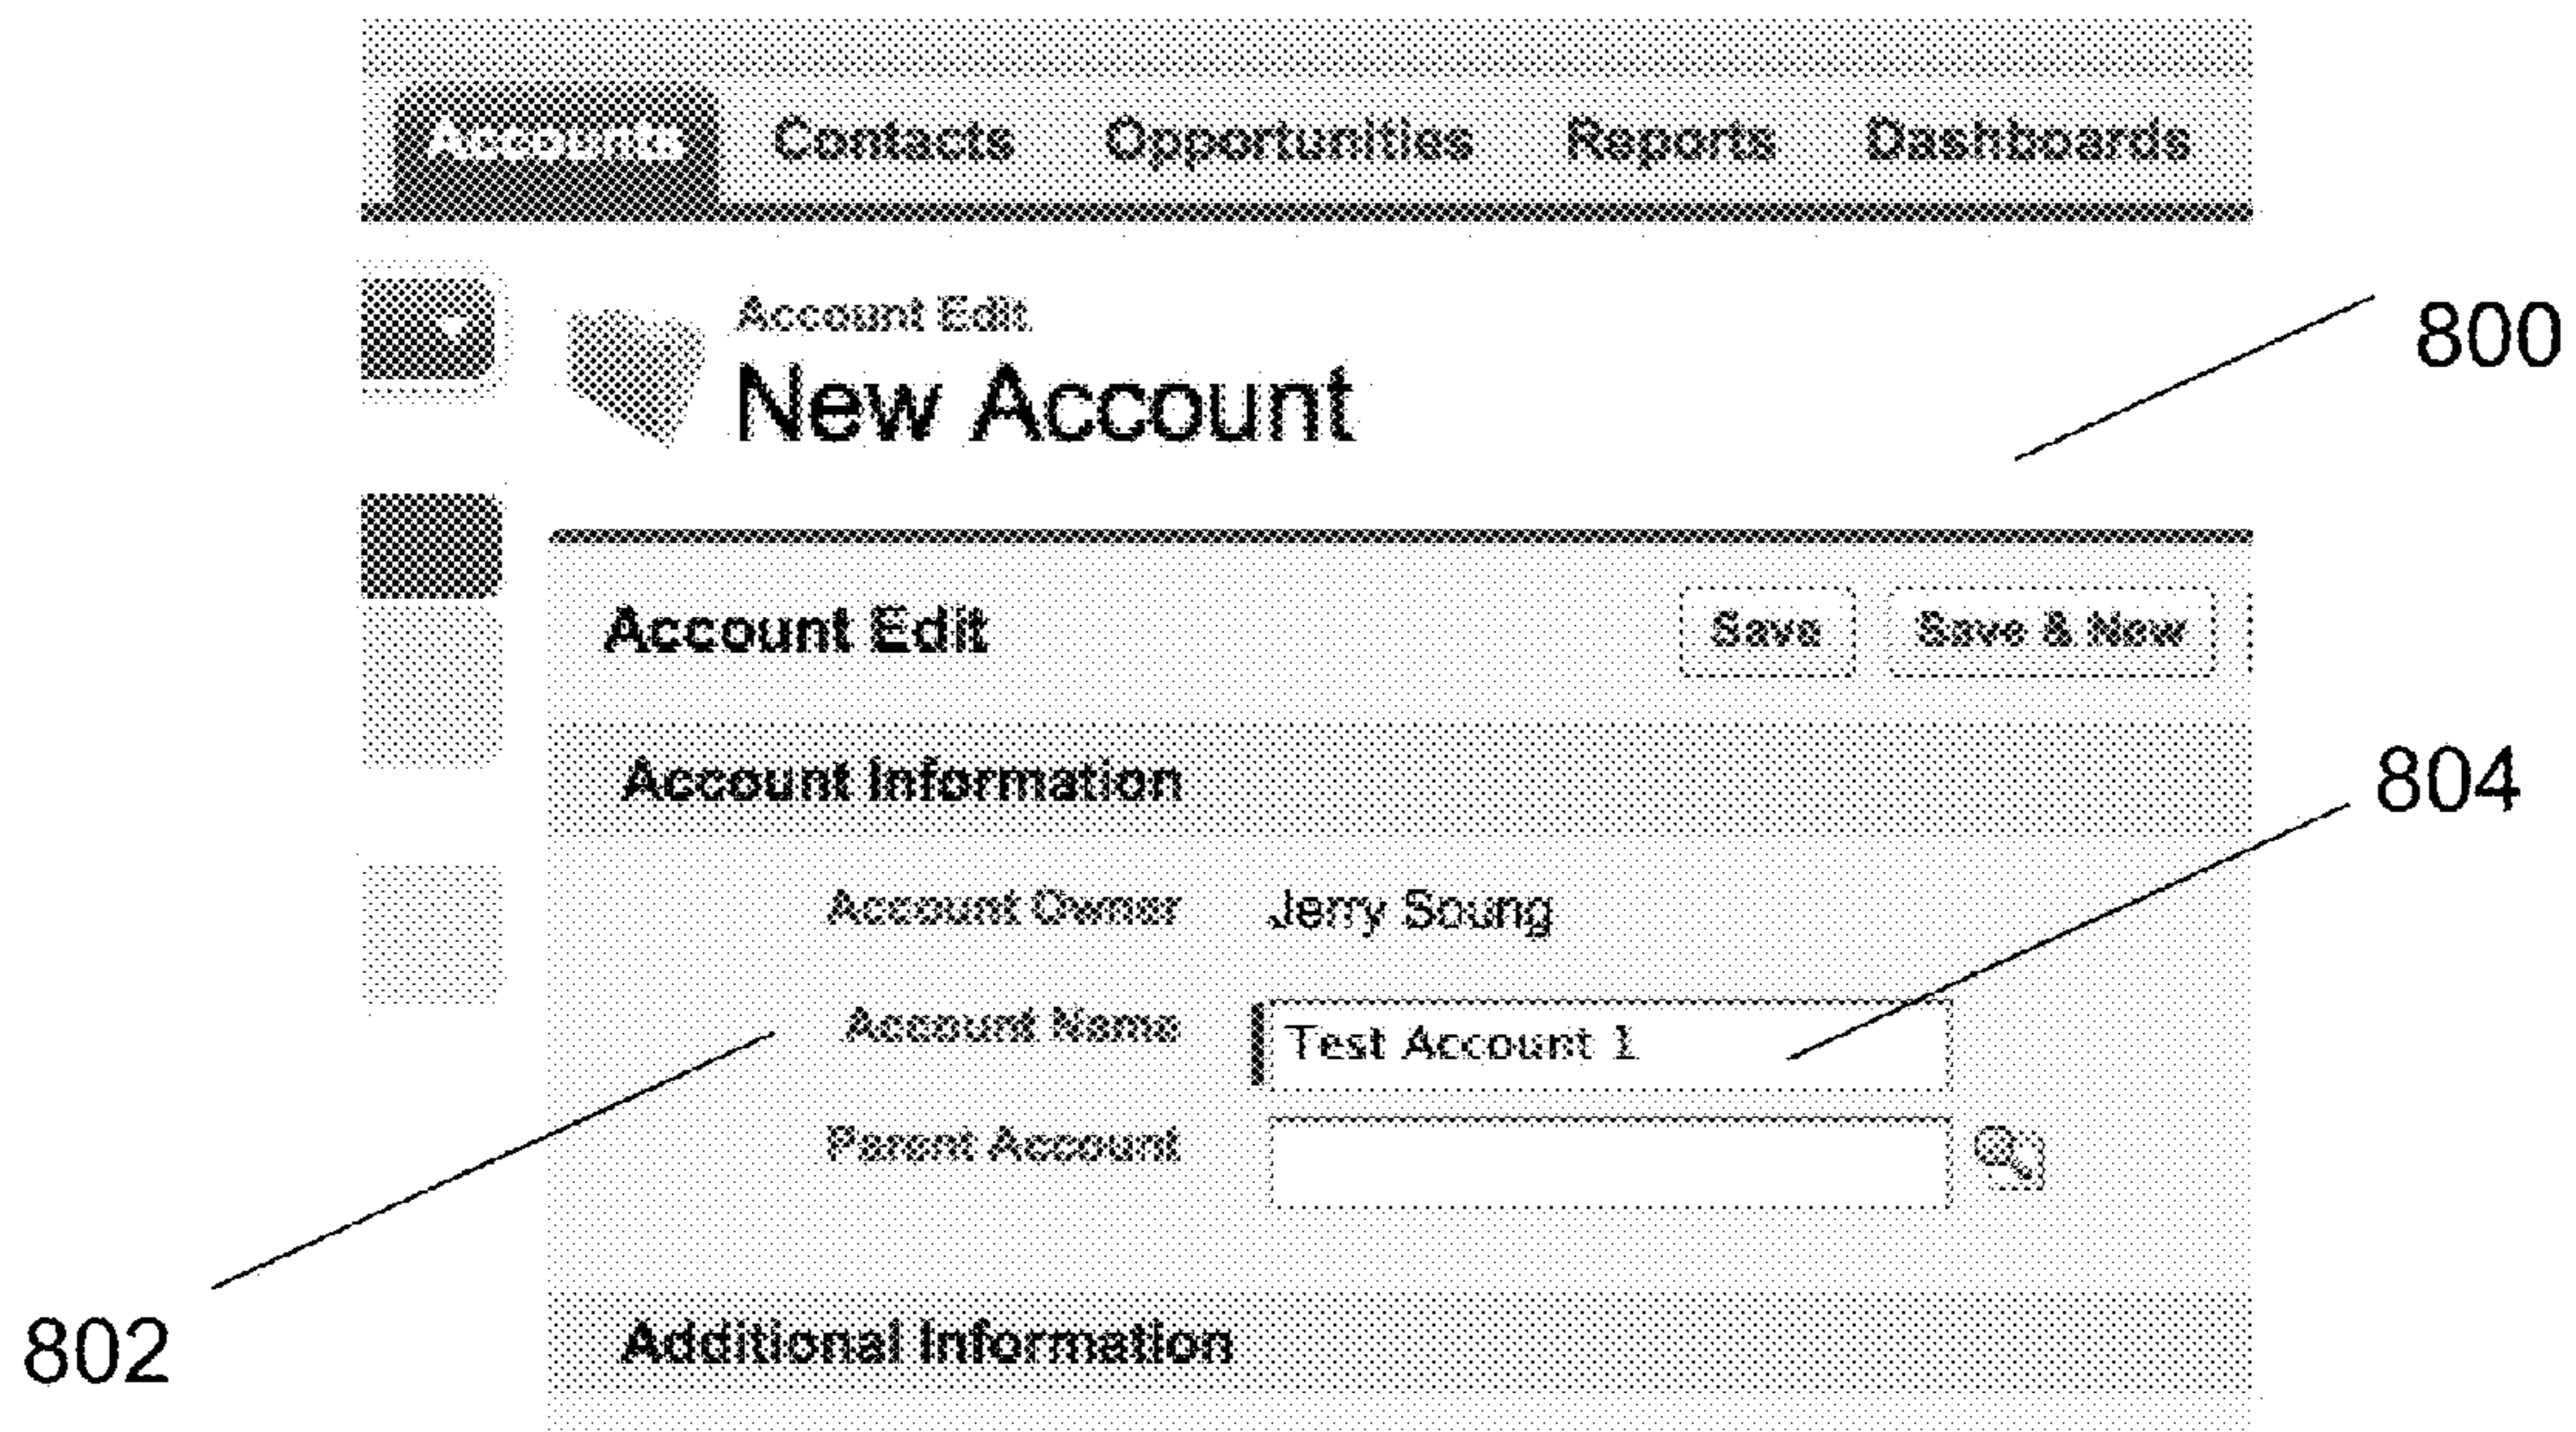 Accounts Contacts Opportunities Reports Dashboards
Account Edit
New Account
800
Account Edit Save Save & New
Account Information
804
Account Owner Jerry Soung
Account Name Test Account 1
Parent Account
802
Additional Information